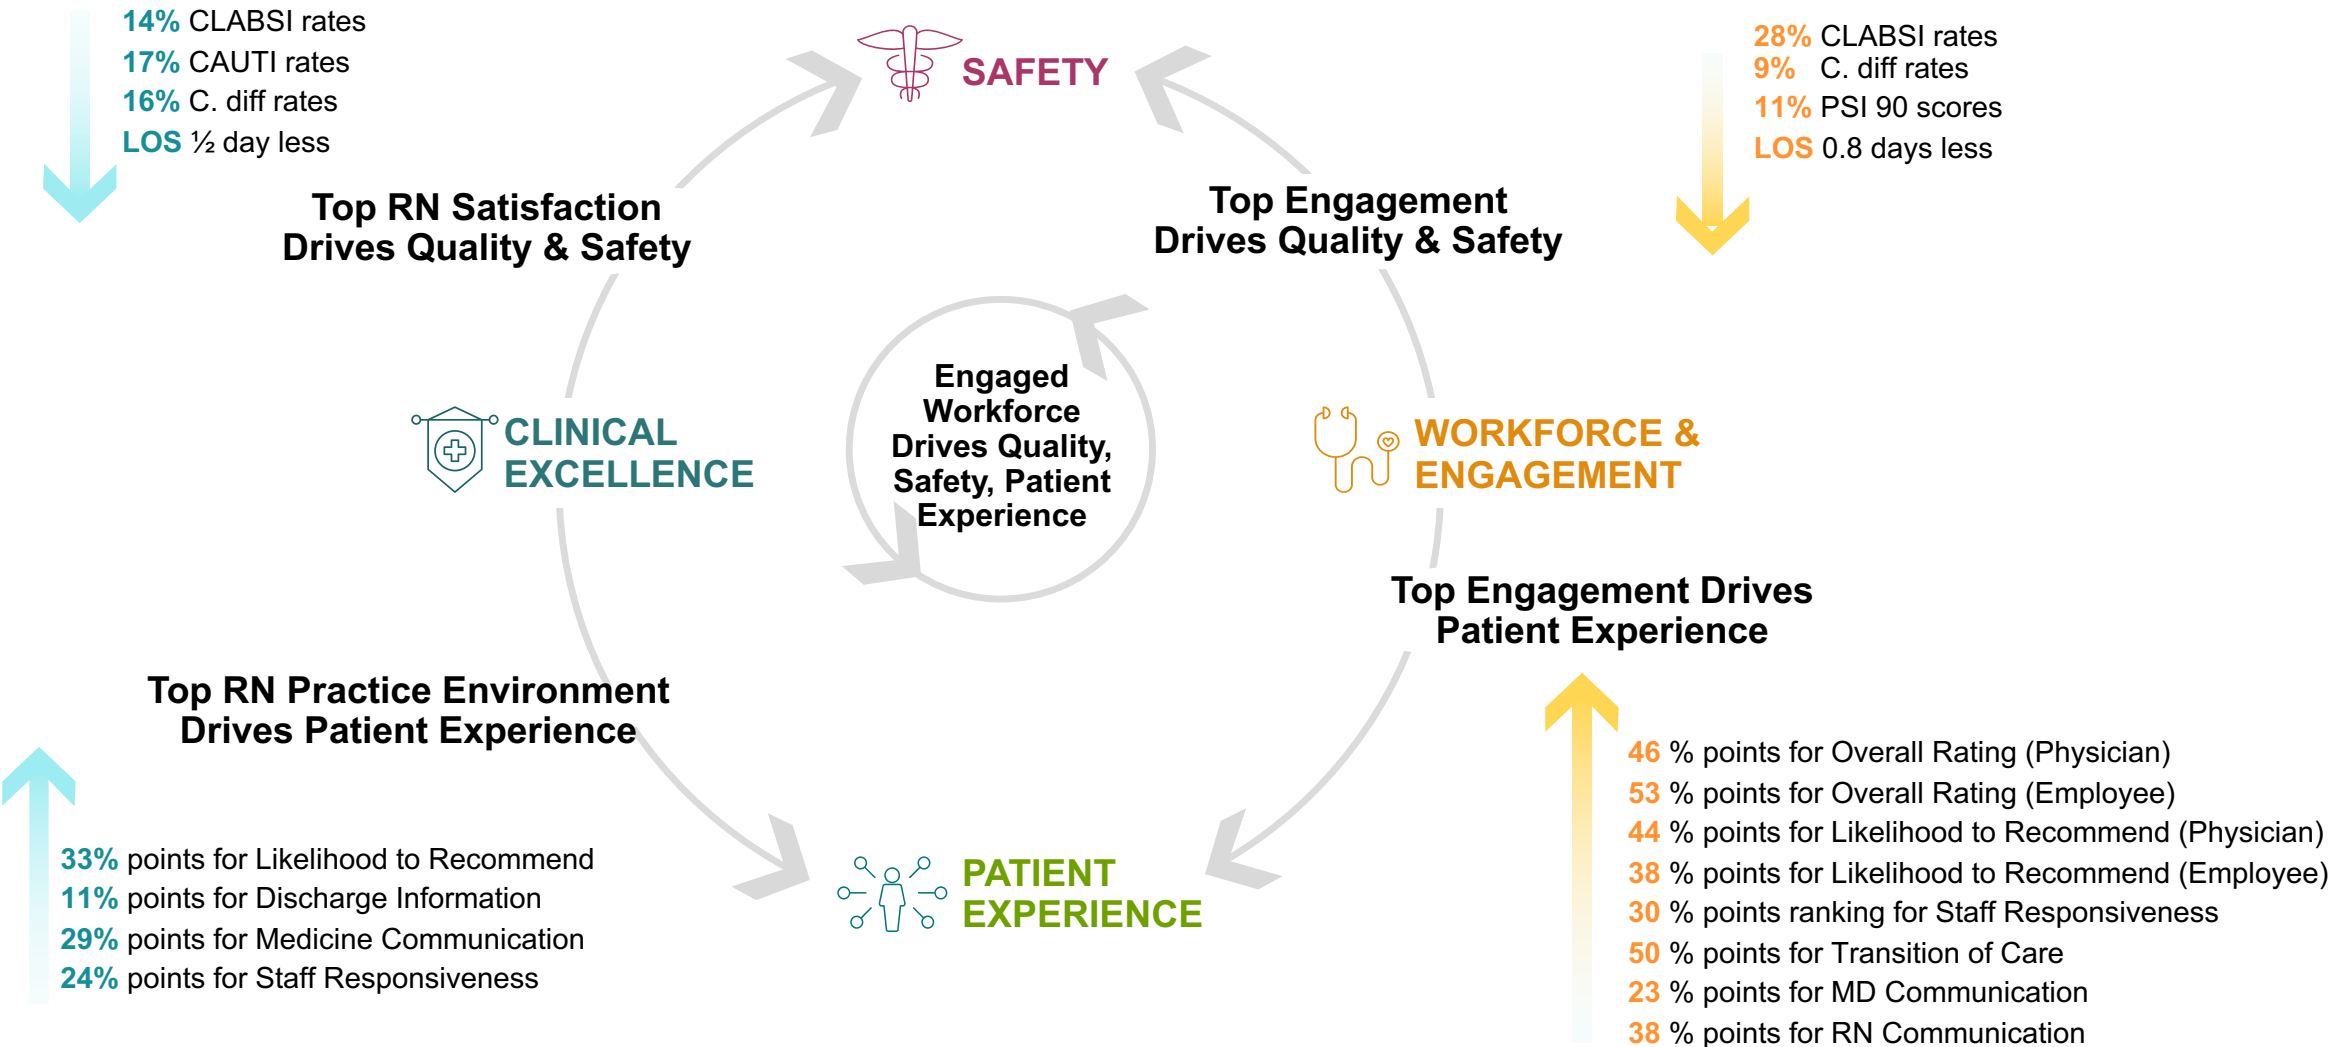 14% CLABSI rates
17% CAUTI rates
16% C. diff rates
LOS ½ day less
SAFETY
28% CLABSI rates
9% C. diff rates
11% PSI 90 scores
LOS 0.8 days less
Top RN Satisfaction
Drives Quality & Safety
Top Engagement
Drives Quality & Safety
Engaged
Workforce
Drives Quality,
Safety, Patient
Experience
CLINICAL
EXCELLENCE
WORKFORCE &
ENGAGEMENT
Top Engagement Drives
Patient Experience
Top RN Practice Environment
Drives Patient Experience
33% points for Likelihood to Recommend
11% points for Discharge Information
29% points for Medicine Communication
24% points for Staff Responsiveness
PATIENT
EXPERIENCE
46 % points for Overall Rating (Physician)
53 % points for Overall Rating (Employee)
44 % points for Likelihood to Recommend (Physician)
38 % points for Likelihood to Recommend (Employee)
30 % points ranking for Staff Responsiveness
50 % points for Transition of Care
23 % points for MD Communication
38 % points for RN Communication